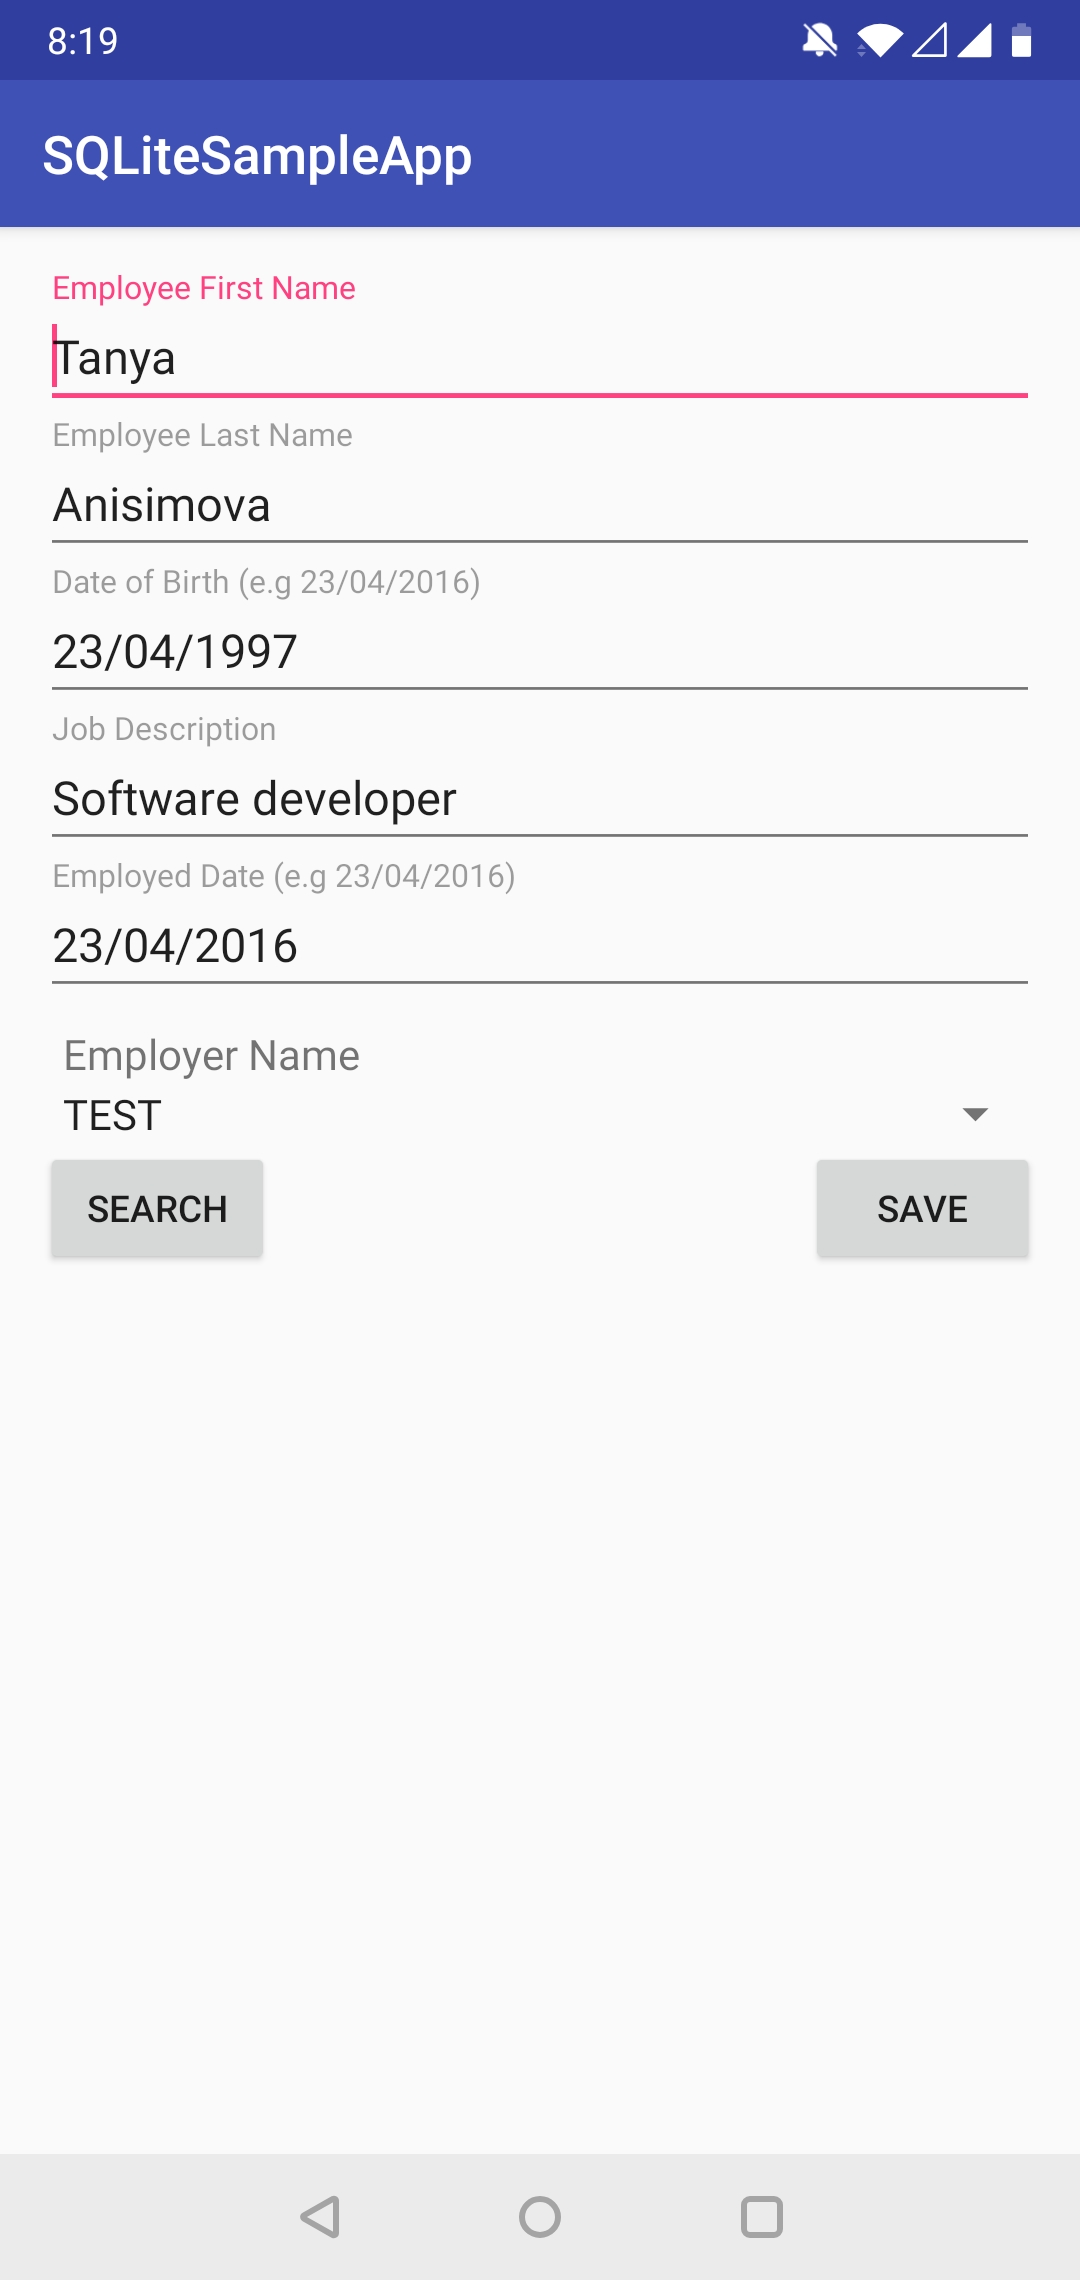 8:19
SQLiteSampleApp
Employee First Name
Tanya
Employee Last Name
Anisimova
Date of Birth (e.g 23/04/2016)
23/04/1997
Job Description
Software developer
Employed Date (e.g 23/04/2016)
23/04/2016
Employer Name
TEST
SEARCH
SAVE